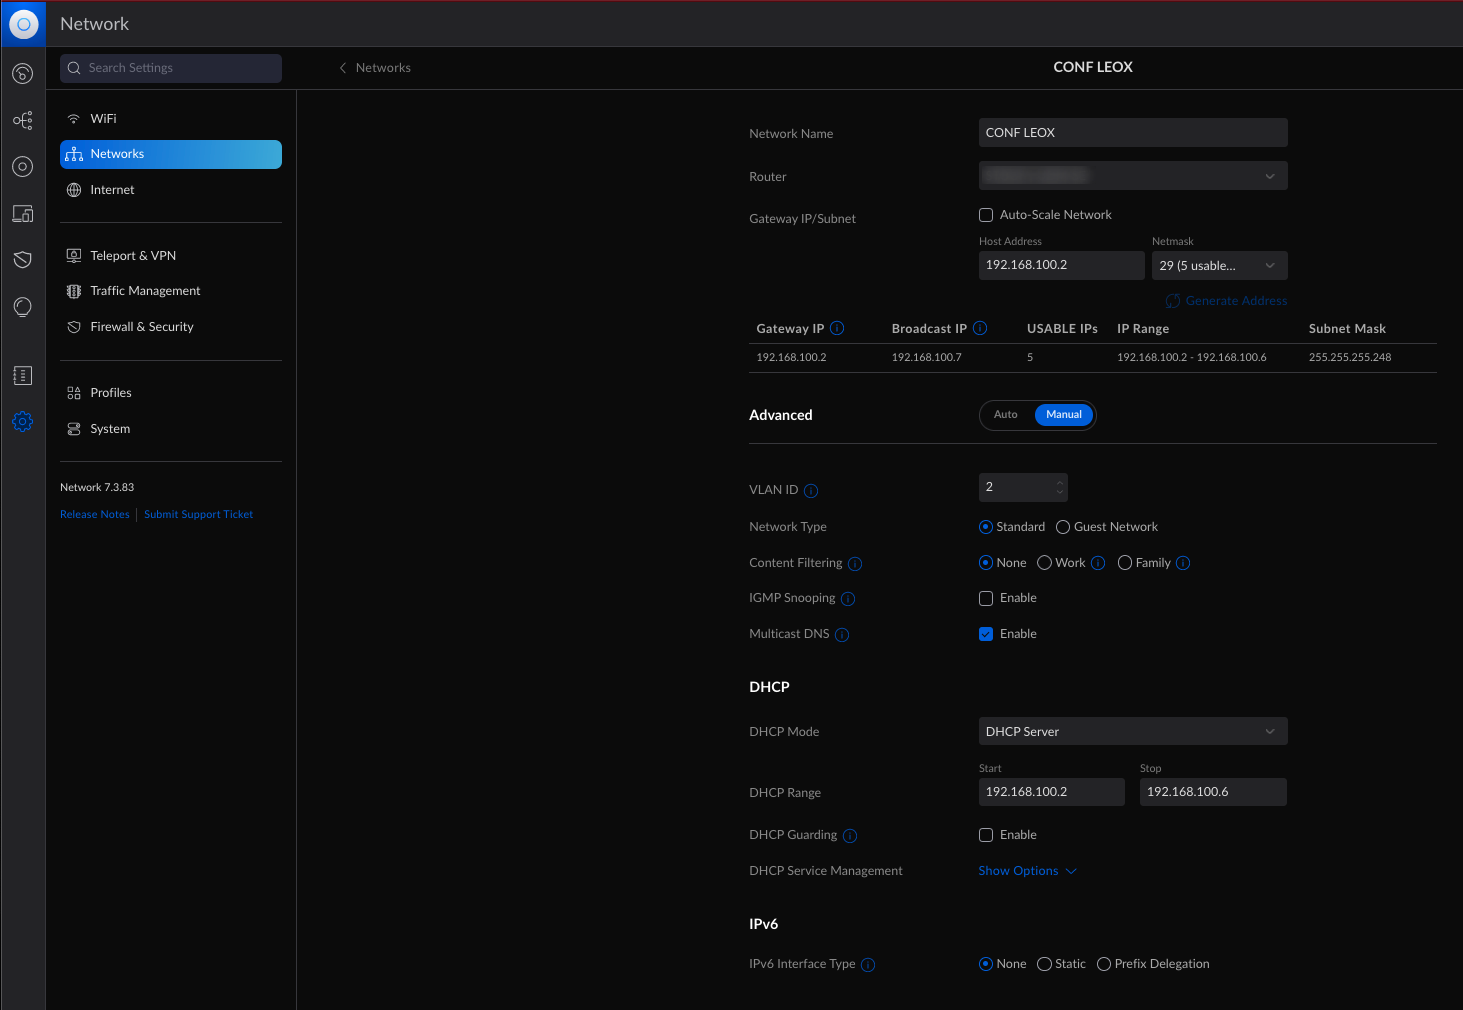 Network
Search Settings
Networks
CONF LEOX
WiFi
Networks
Internet
Teleport & VPN
Traffic Management
Firewall & Security
Profiles
System
Network 7.3.83
Release Notes | Submit Support Ticket
Network Name CONF LEOX
Router
Gateway IP/Subnet Auto-Scale Network
Host Address Netmask
192.168.100.2 29 (5 usable...
Generate Address
Gateway IP Broadcast IP USABLE IPs IP Range Subnet Mask
192.168.100.2 192.168.100.7 5 192.168.100.2 - 192.168.100.6 255.255.255.248
Advanced Auto Manual
VLAN ID 2
Network Type Standard Guest Network
Content Filtering None Work Family
IGMP Snooping Enable
Multicast DNS Enable
DHCP
DHCP Mode DHCP Server
Start Stop
DHCP Range 192.168.100.2 192.168.100.6
DHCP Guarding Enable
DHCP Service Management Show Options
IPv6
IPv6 Interface Type None Static Prefix Delegation